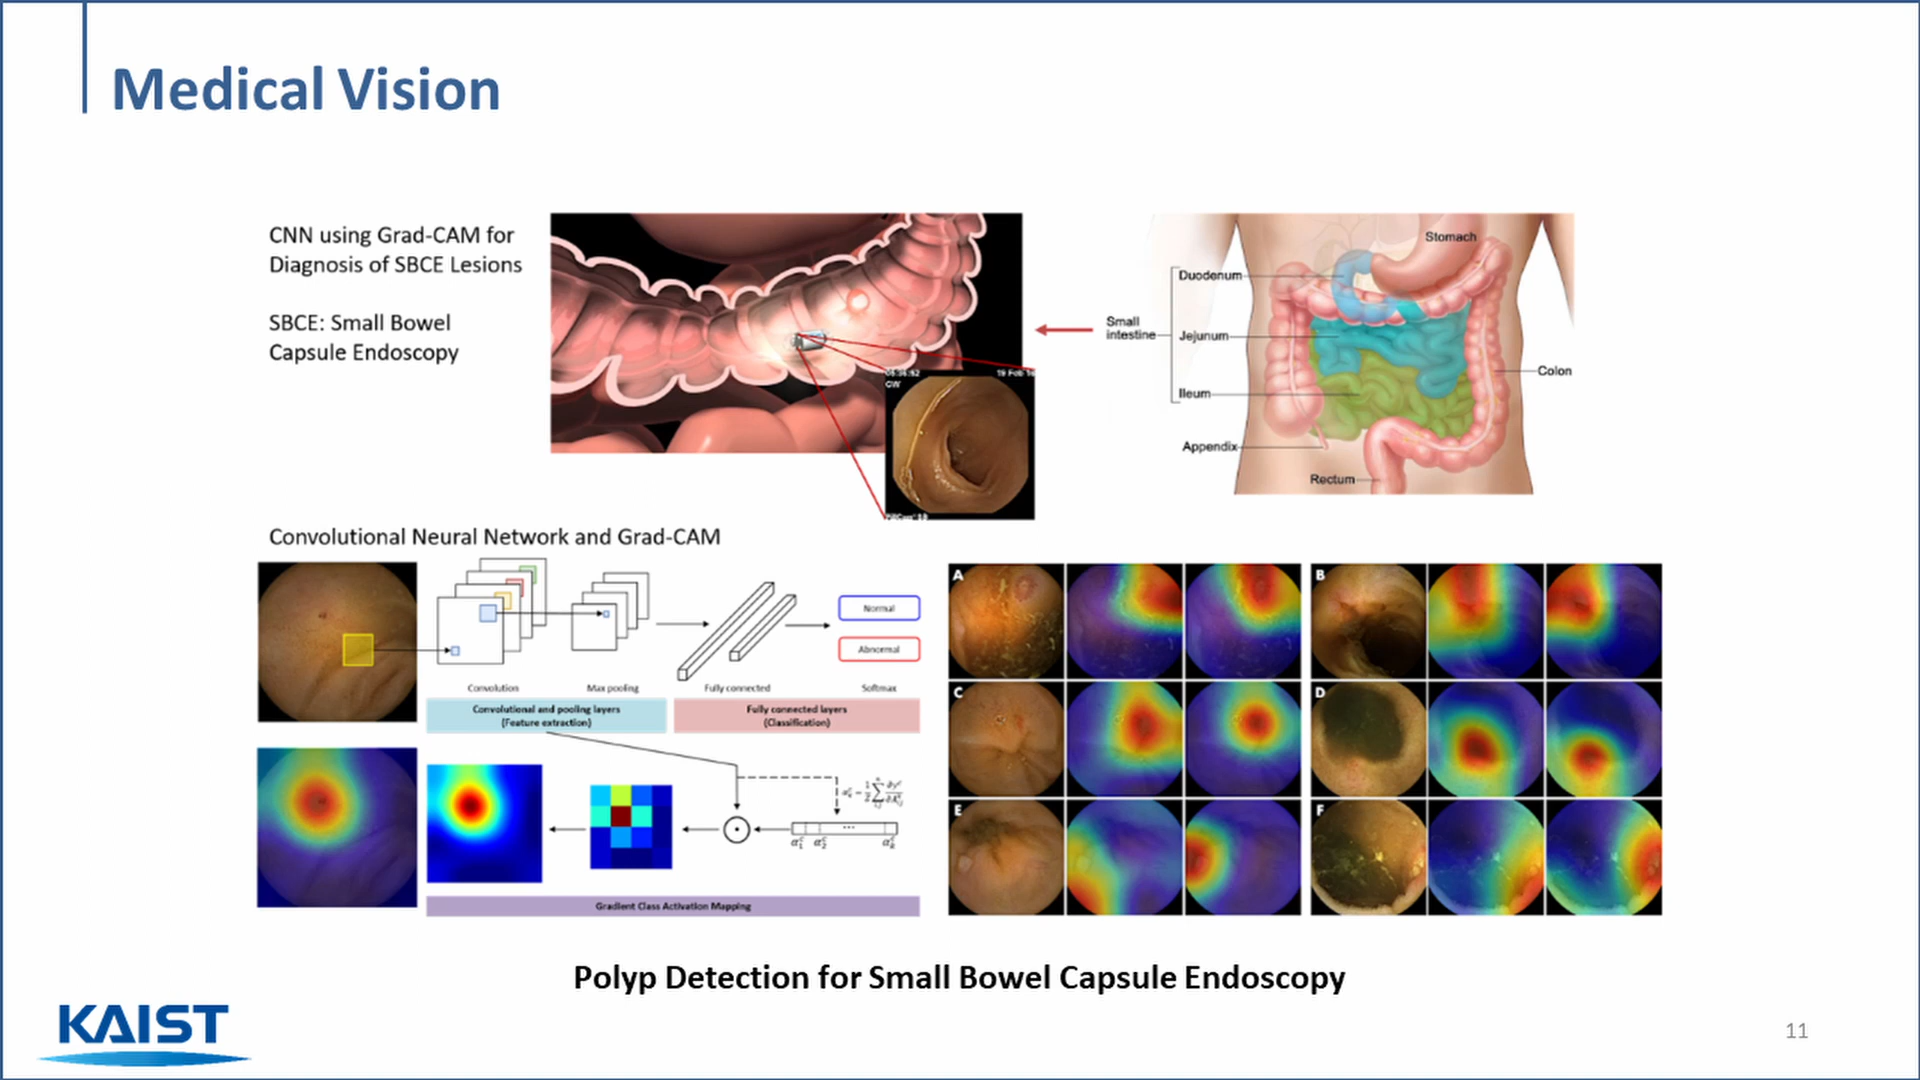 Medical Vision
CNN using Grad-CAM for
Diagnosis of SBCE Lesions
SBCE: Small Bowel
Capsule Endoscopy
GW
19 Feb
Stomach
Duodenum
Small
intestine
Jejunum
Ileum
Colon
Appendix
Rectum
Convolutional Neural Network and Grad-CAM
Normal
Abnormal
Convolution
Max pooling
Fully connected
Softmax
Convolutional and pooling layers
(Feature extraction)
Fully connected layers
(Classification)
Gradient Class Activation Mapping
A
B
C
D
E
F
Polyp Detection for Small Bowel Capsule Endoscopy
KAIST
11